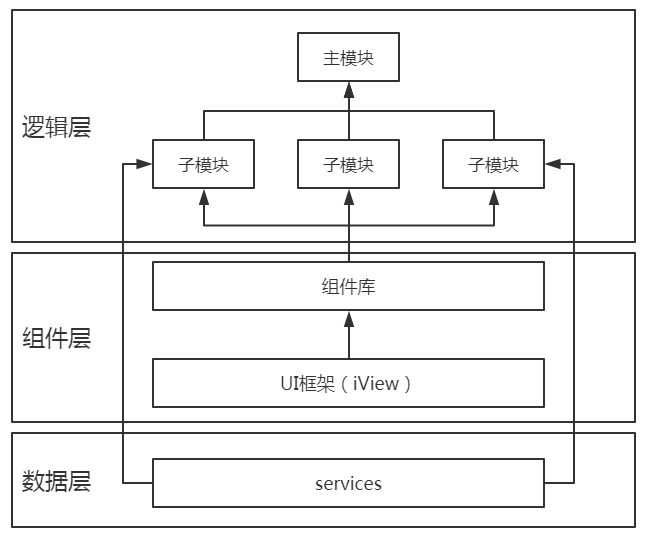 主模块
逻辑层
子模块
子模块
子模块
组件库
组件层
UI框架（iView）
数据层
services